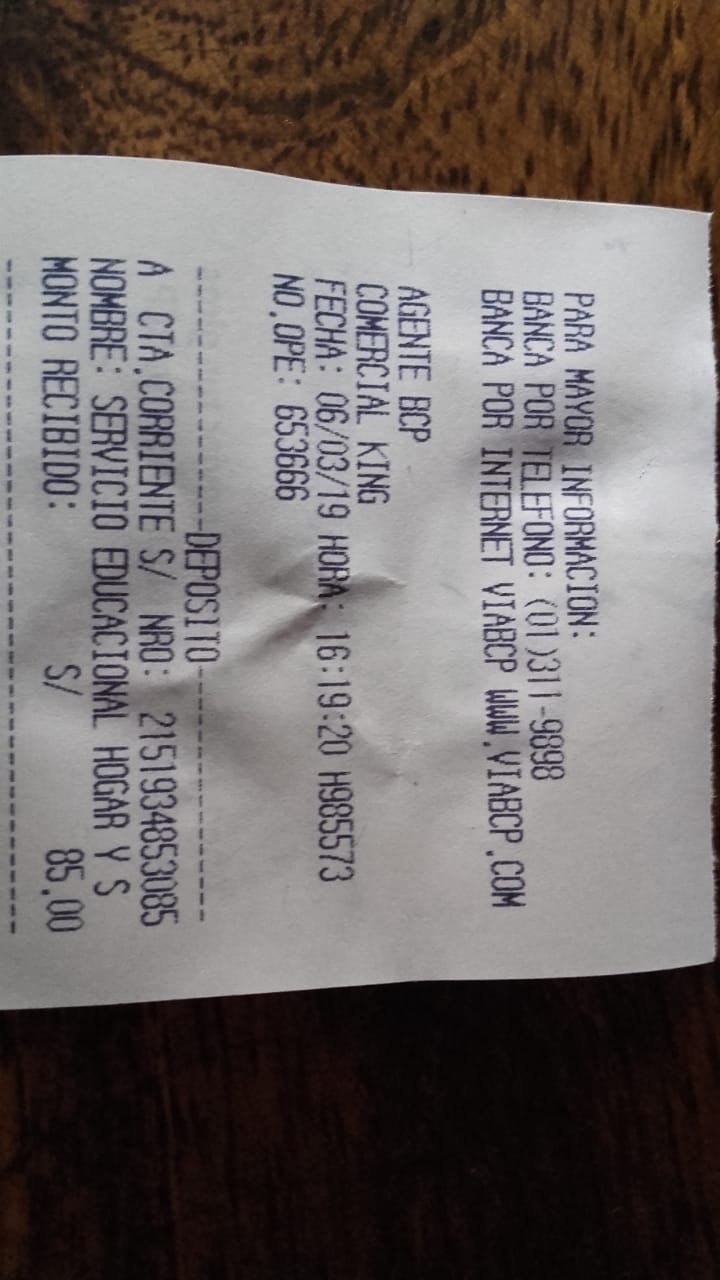 PARA MAYOR INFORMACION:
BANCA POR TELEFONO: (01)311-9898
BANCA POR INTERNET VIABCP WWW.VIABCP.COM
AGENTE BCP
COMERCIAL KING
FECHA: 06/03/19 HORA: 16:19:20 H985573
NO.OPE: 653666
--------------DEPOSITO--------------
A CTA.CORRIENTE S/ NRO: 2151934853085
NOMBRE: SERVICIO EDUCACIONAL HOGAR Y S
MONTO RECIBIDO: S/ 85.00
----------------------------------------